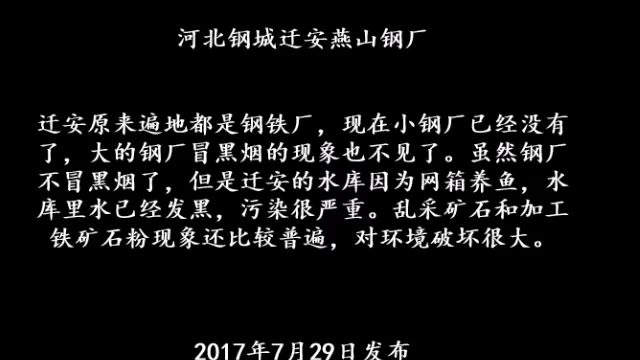 河北钢城迁安燕山钢厂
迁安原来遍地都是钢铁厂，现在小钢厂已经没有
了，大的钢厂冒黑烟的现象也不见了。虽然钢厂
不冒黑烟了，但是迁安的水库因为网箱养鱼，水
库里水已经发黑，污染很严重。乱采矿石和加工
铁矿石粉现象还比较普遍，对环境破坏很大。
2017年7月29日发布